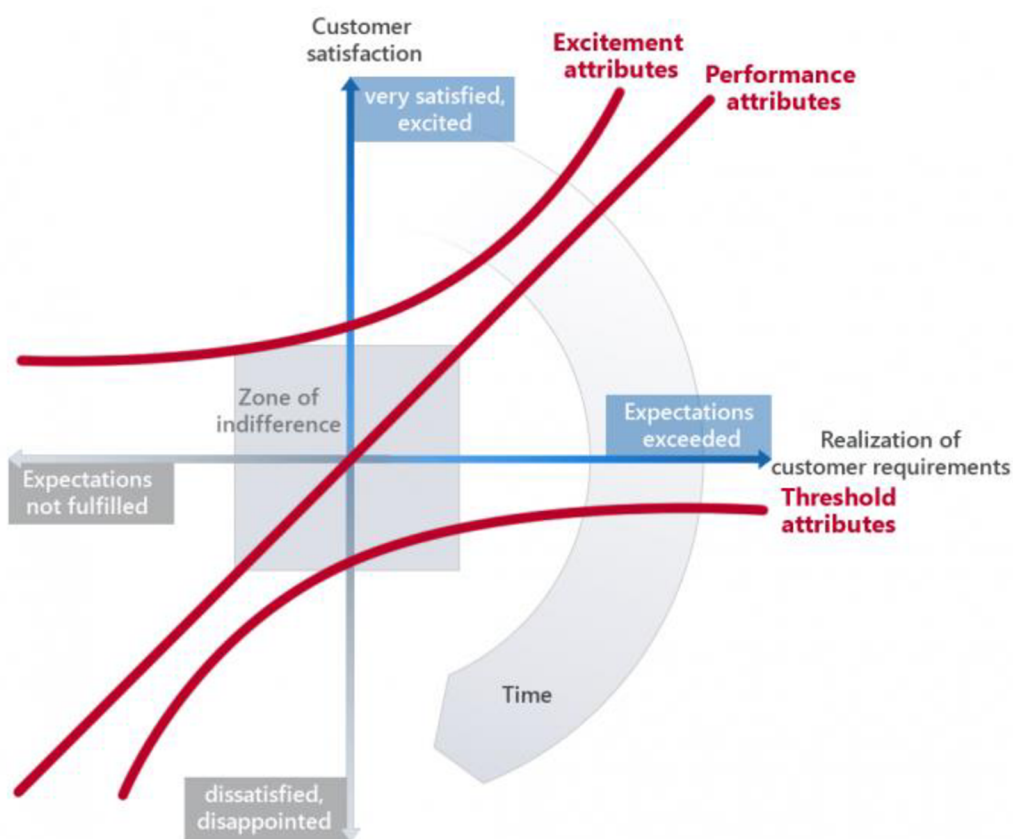 Customer
satisfaction
Excitement
attributes
Performance
attributes
very satisfied,
excited
Zone of
indifference
Expectations
exceeded
Realization of
customer requirements
Expectations
not fulfilled
Threshold
attributes
Time
dissatisfied,
disappointed